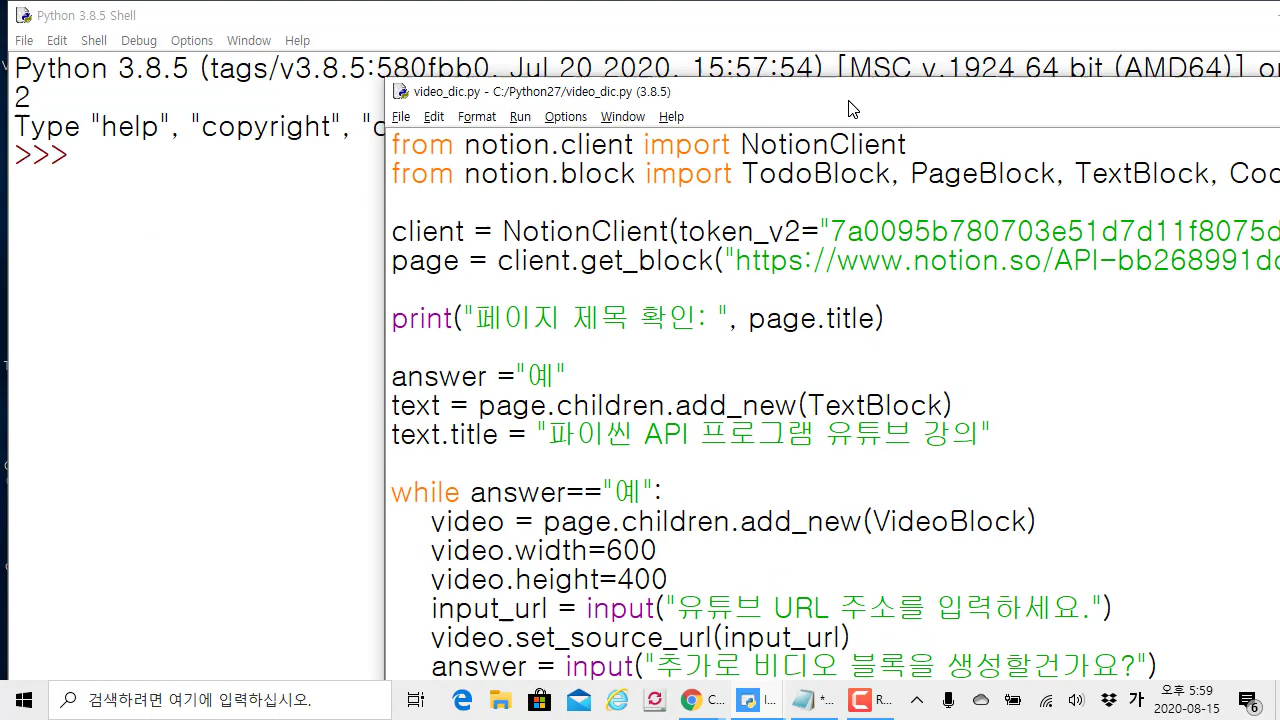 Python 3.8.5 Shell
File Edit Shell Debug Options Window Help
Python 3.8.5 (tags/v3.8.5:580fbb0, Jul 20 2020, 15:57:54) [MSC v.1924 64 bit (AMD64)] on
2
Type "help", "copyright", "c
>>>
video_dic.py - C:/Python27/video_dic.py (3.8.5)
File Edit Format Run Options Window Help
from notion.client import NotionClient
from notion.block import TodoBlock, PageBlock, TextBlock, Coc
client = NotionClient(token_v2="7a0095b780703e51d7d11f8075d
page = client.get_block("https://www.notion.so/API-bb268991dc
print("페이지 제목 확인: ", page.title)
answer ="예"
text = page.children.add_new(TextBlock)
text.title = "파이썬 API 프로그램 유튜브 강의"
while answer=="예":
video = page.children.add_new(VideoBlock)
video.width=600
video.height=400
input_url = input("유튜브 URL 주소를 입력하세요.")
video.set_source_url(input_url)
answer = input("추가로 비디오 블록을 생성할건가요?")
검색하려면 여기에 입력하십시오.
C...
I...
*...
R...
가
오후 5:59
2020-08-15
6